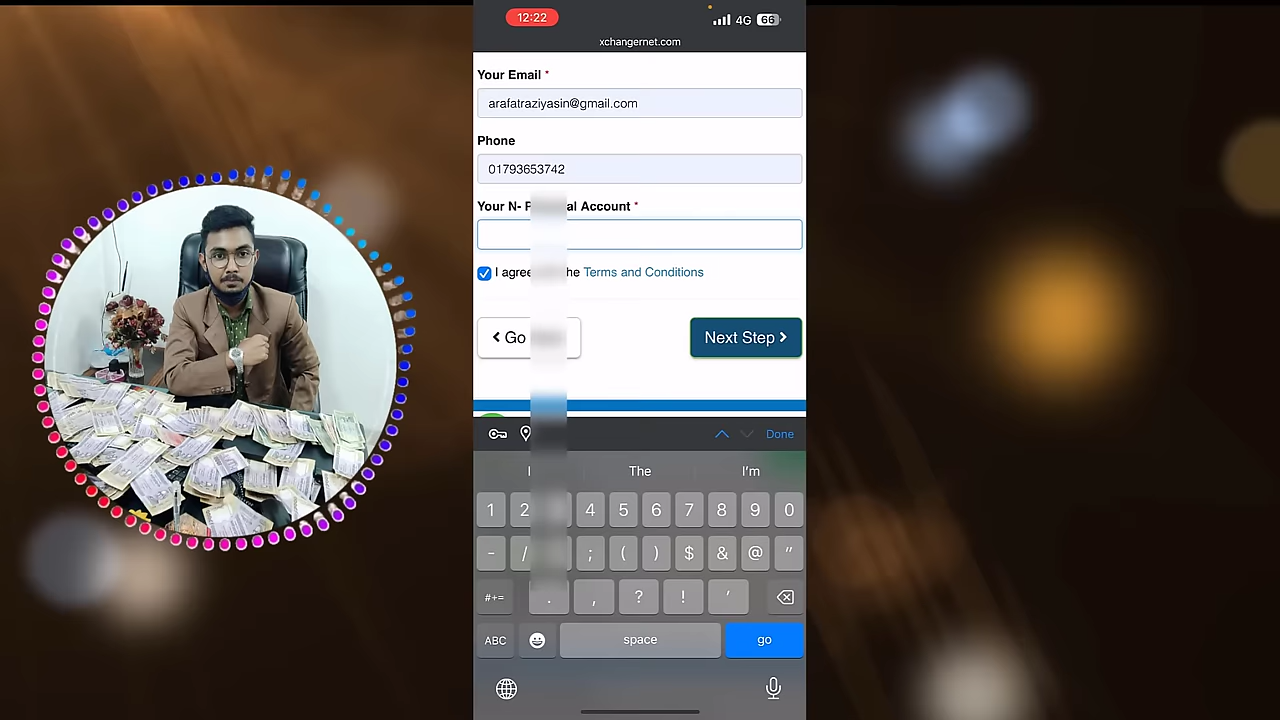 12:22
4G 66
xchangernet.com
Your Email *
arafatraziyasin@gmail.com
Phone
01793653742
Your N- P al Account *
I agree he Terms and Conditions
Go
Next Step
Done
I The I'm
1 2 4 5 6 7 8 9 0
- / ; ( ) $ & @ "
#+= . , ? ! '
ABC space go